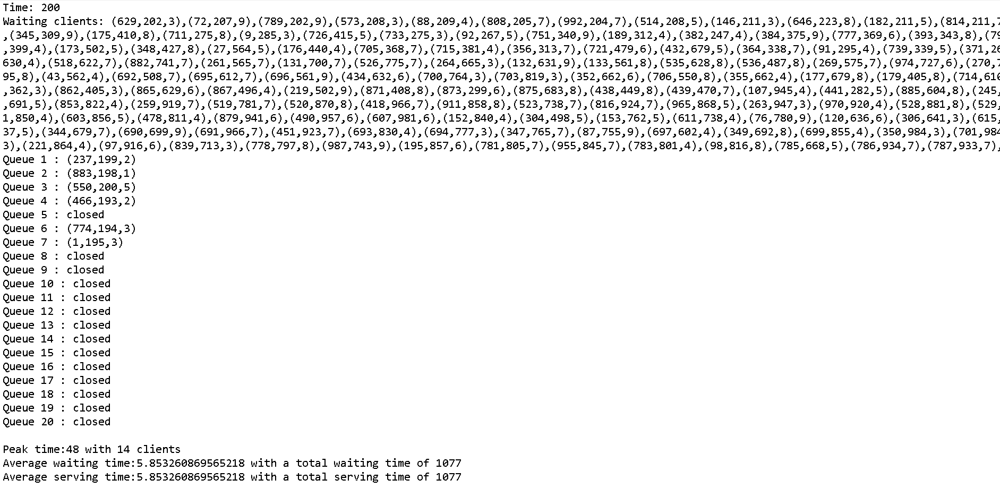 Time: 200
Waiting clients: (629,202,3),(72,207,9),(789,202,9),(573,208,3),(88,209,4),(808,205,7),(992,204,7),(514,208,5),(146,211,3),(646,223,8),(182,211,5),(814,211,7
,(345,309,9),(175,410,8),(711,275,8),(9,285,3),(726,415,5),(733,275,3),(92,267,5),(751,340,9),(189,312,4),(382,247,4),(384,375,9),(777,369,6),(393,343,8),(79
,399,4),(173,502,5),(348,427,8),(27,564,5),(176,440,4),(705,368,7),(715,381,4),(356,313,7),(721,479,6),(432,679,5),(364,338,7),(91,295,4),(739,339,5),(371,26
630,4),(518,622,7),(882,741,7),(261,565,7),(131,700,7),(526,775,7),(264,665,3),(132,631,9),(133,561,8),(535,628,8),(536,487,8),(269,575,7),(974,727,6),(270,7
95,8),(43,562,4),(692,508,7),(695,612,7),(696,561,9),(434,632,6),(700,764,3),(703,819,3),(352,662,6),(706,550,8),(355,662,4),(177,679,8),(179,405,8),(714,610
,362,3),(862,405,3),(865,629,6),(867,496,4),(219,502,9),(871,408,8),(873,299,6),(875,683,8),(438,449,8),(439,470,7),(107,945,4),(441,282,5),(885,604,8),(245,
,691,5),(853,822,4),(259,919,7),(519,781,7),(520,870,8),(418,966,7),(911,858,8),(523,738,7),(816,924,7),(965,868,5),(263,947,3),(970,920,4),(528,881,8),(529,
1,850,4),(603,856,5),(478,811,4),(879,941,6),(490,957,6),(607,981,6),(152,840,4),(304,498,5),(153,762,5),(611,738,4),(76,780,9),(120,636,6),(306,641,3),(615,
37,5),(344,679,7),(690,699,9),(691,966,7),(451,923,7),(693,830,4),(694,777,3),(347,765,7),(87,755,9),(697,602,4),(349,692,8),(699,855,4),(350,984,3),(701,984
3),(221,864,4),(97,916,6),(839,713,3),(778,797,8),(987,743,9),(195,857,6),(781,805,7),(955,845,7),(783,801,4),(98,816,8),(785,668,5),(786,934,7),(787,933,7),
Queue 1 : (237,199,2)
Queue 2 : (883,198,1)
Queue 3 : (550,200,5)
Queue 4 : (466,193,2)
Queue 5 : closed
Queue 6 : (774,194,3)
Queue 7 : (1,195,3)
Queue 8 : closed
Queue 9 : closed
Queue 10 : closed
Queue 11 : closed
Queue 12 : closed
Queue 13 : closed
Queue 14 : closed
Queue 15 : closed
Queue 16 : closed
Queue 17 : closed
Queue 18 : closed
Queue 19 : closed
Queue 20 : closed
Peak time:48 with 14 clients
Average waiting time:5.853260869565218 with a total waiting time of 1077
Average serving time:5.853260869565218 with a total serving time of 1077